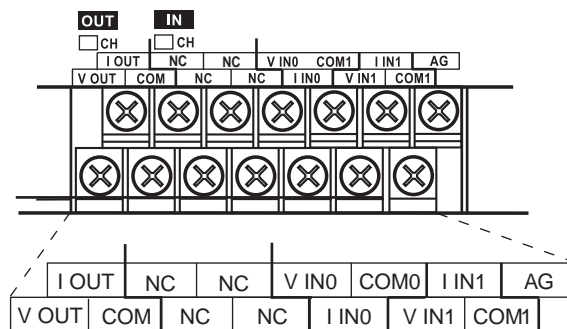 OUT IN
CH CH
I OUT NC NC V IN0 COM1 I IN1 AG
V OUT COM NC NC I IN0 V IN1 COM1
I OUT NC NC V IN0 COM0 I IN1 AG
V OUT COM NC NC I IN0 V IN1 COM1